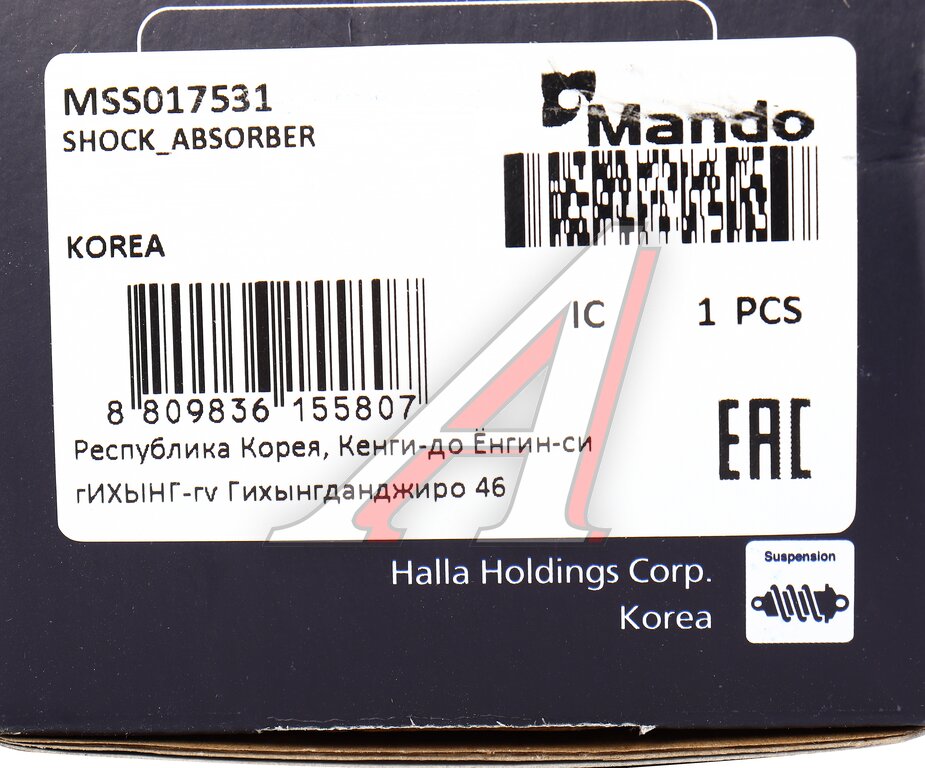 MSS017531
SHOCK_ABSORBER
Mando
KOREA
IC 1 PCS
8 809836 155807
EAC
Республика Корея, Кенги-до Ёнгин-си
гИХЫНГ-гv Гихынгданджиро 46
Halla Holdings Corp.
Korea
Suspension